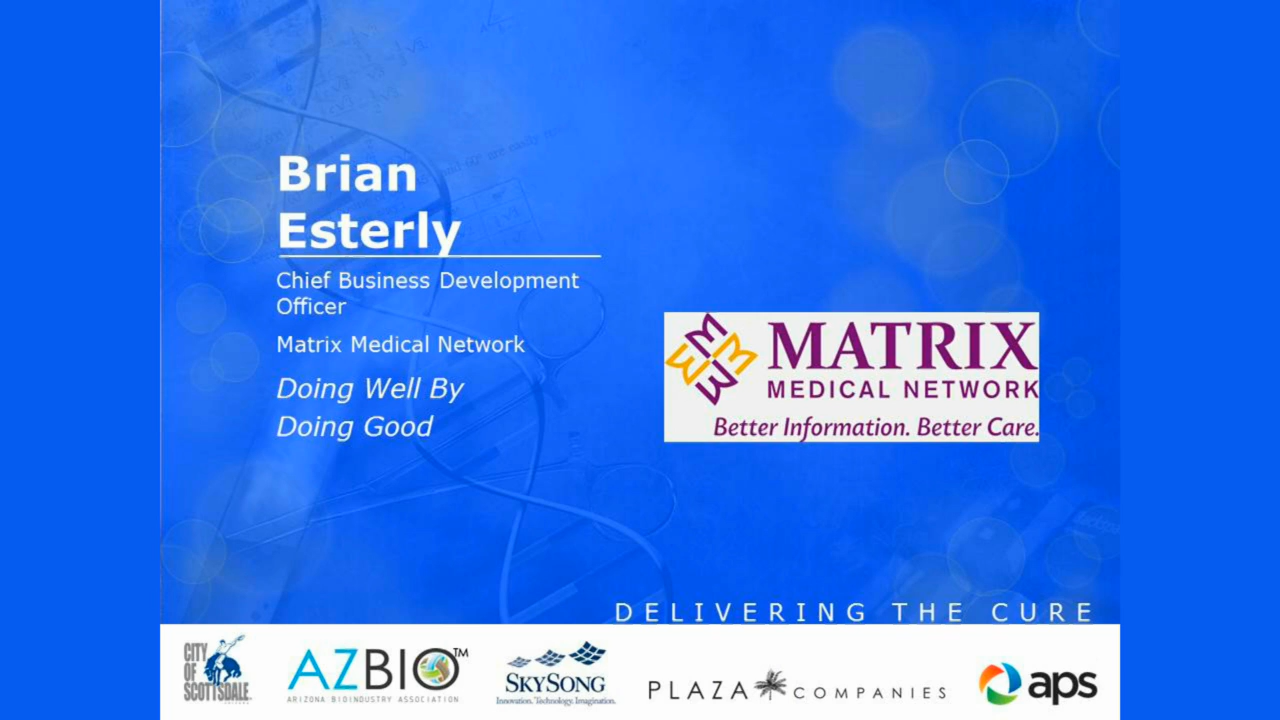 Brian
Esterly
Chief Business Development
Officer
Matrix Medical Network
Doing Well By
Doing Good
MATRIX
MEDICAL NETWORK
Better Information. Better Care.
DELIVERING THE CURE
CITY
OF
SCOTTSDALE
AZBIO™
ARIZONA BIOINDUSTRY ASSOCIATION
SKYSONG
Innovation. Technology. Imagination.
PLAZA COMPANIES
aps